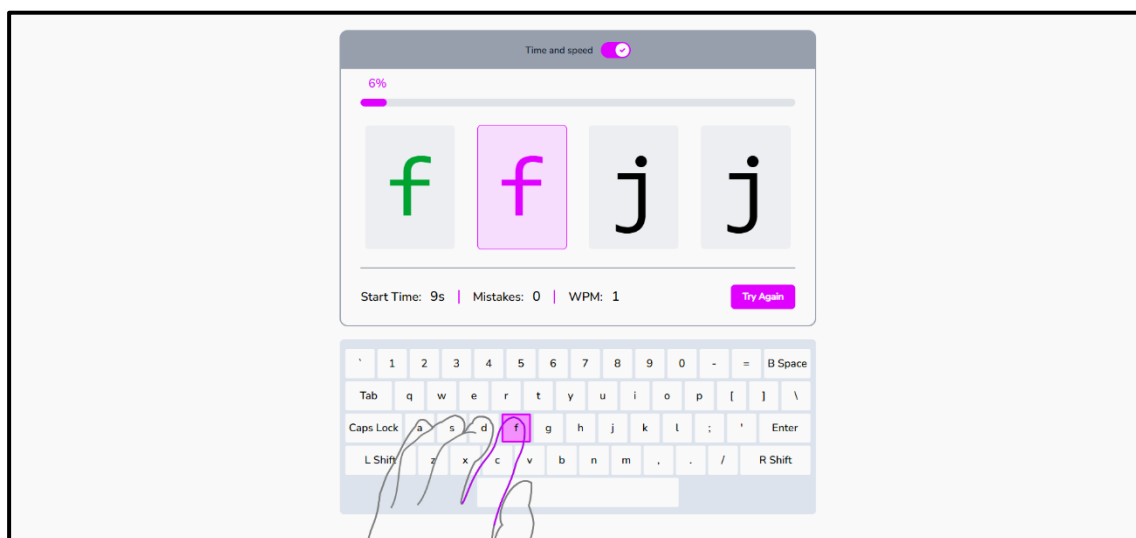 Time and speed
6%
f f j j
Start Time: 9s | Mistakes: 0 | WPM: 1 Try Again
` 1 2 3 4 5 6 7 8 9 0 - = B Space
Tab q w e r t y u i o p [ ] \
Caps Lock a s d f g h j k l ; ' Enter
L Shift z x c v b n m , . / R Shift